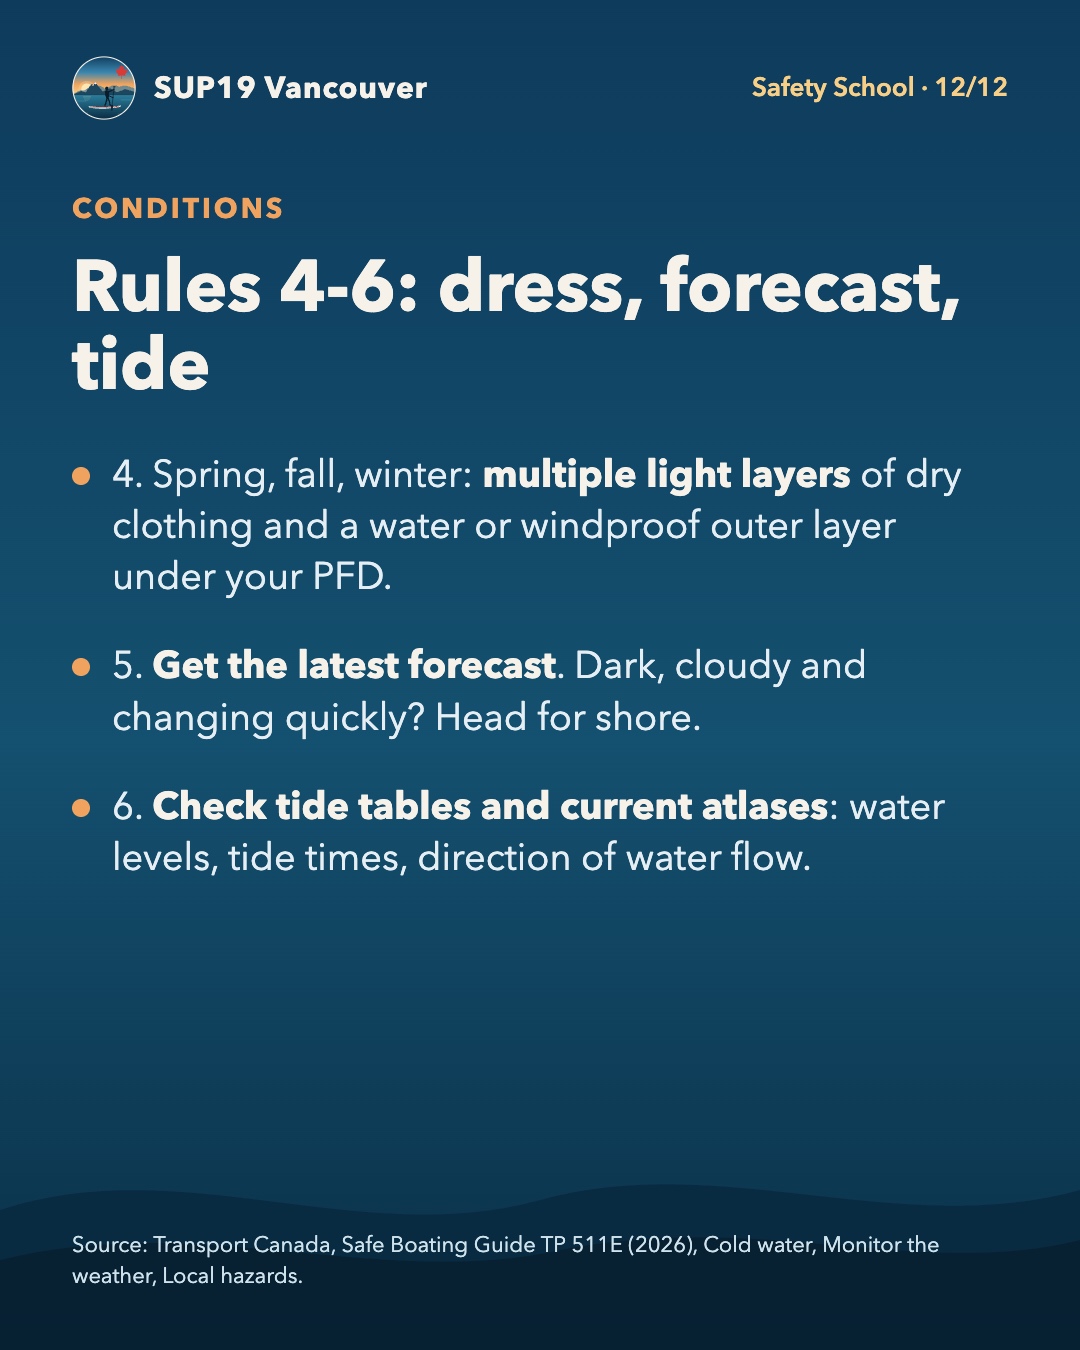 SUP19 Vancouver
Safety School · 12/12
CONDITIONS
Rules 4-6: dress, forecast,
tide
4. Spring, fall, winter: multiple light layers of dry
clothing and a water or windproof outer layer
under your PFD.
5. Get the latest forecast. Dark, cloudy and
changing quickly? Head for shore.
6. Check tide tables and current atlases: water
levels, tide times, direction of water flow.
Source: Transport Canada, Safe Boating Guide TP 511E (2026), Cold water, Monitor the
weather, Local hazards.